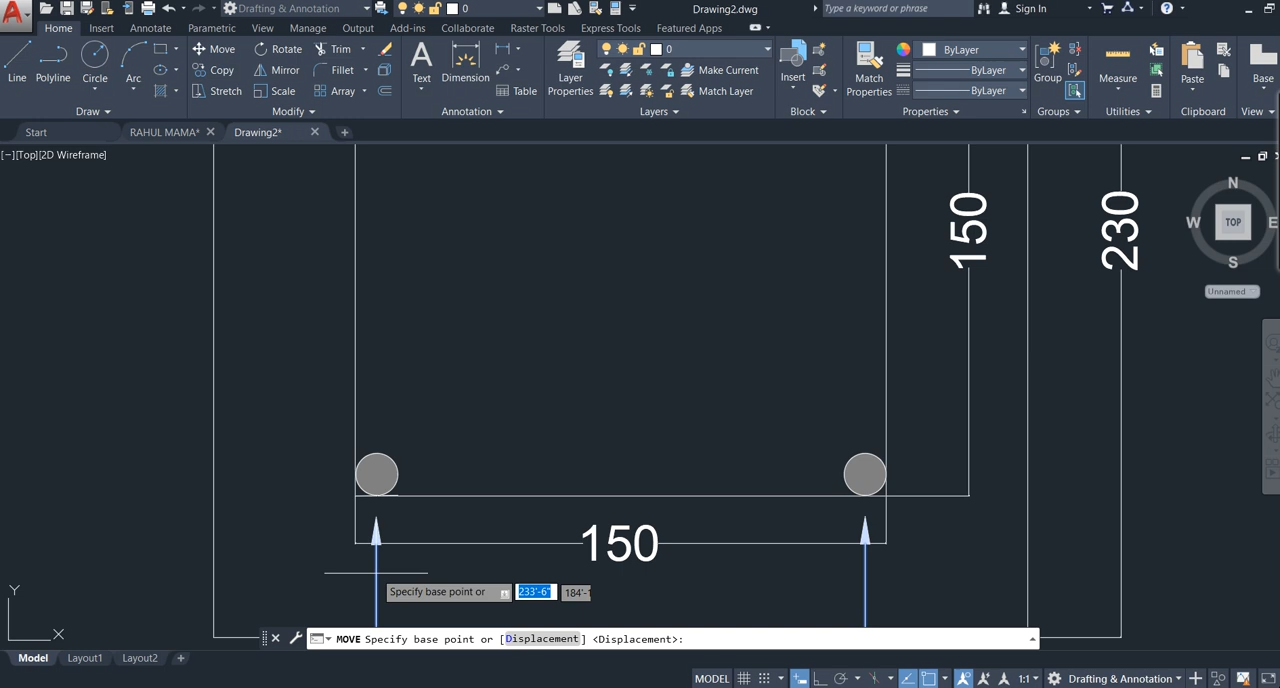 Drafting & Annotation 0 Drawing2.dwg Type a keyword or phrase Sign In
Home Insert Annotate Parametric View Manage Output Add-ins Collaborate Express Tools Raster Tools Featured Apps
Line Polyline Circle Arc
Move Rotate Trim
Copy Mirror Fillet
Stretch Scale Array
Text Dimension Table
Layer Properties
0
Make Current
Match Layer
Insert
Match Properties
ByLayer
ByLayer
ByLayer
Group Measure Paste Base
Draw Modify Annotation Layers Block Properties Groups Utilities Clipboard View
Start RAHUL MAMA* Drawing2*
[−][Top][2D Wireframe]
N
W TOP E
S
Unnamed
150
230
150
Specify base point or 233'-6" 184'-1
Y
X
MOVE Specify base point or [Displacement] <Displacement>:
Model Layout1 Layout2 +
MODEL 1:1 Drafting & Annotation